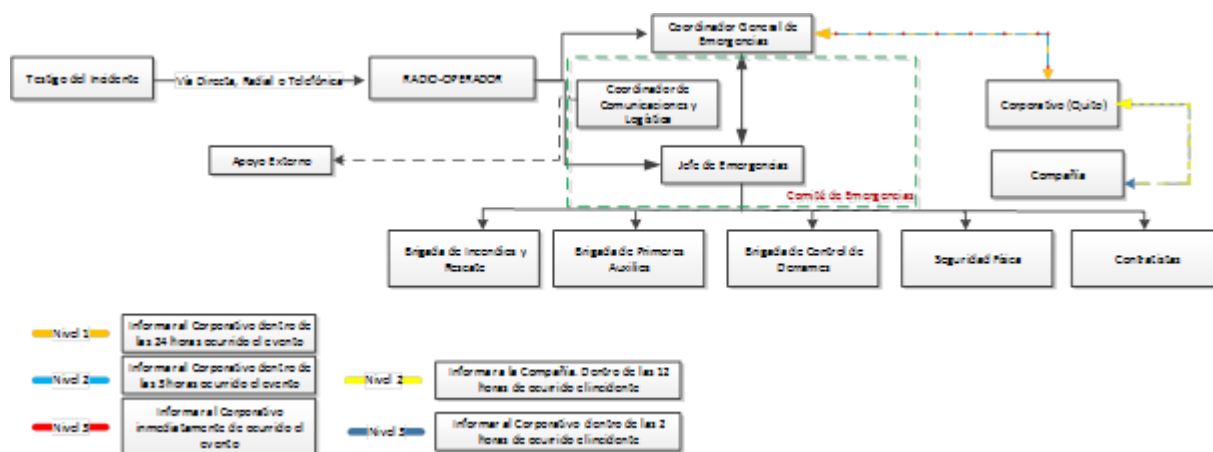 Coordinador General de
Emergencias
Testigo del Incidente
Vía Directa, Radial o Telefónica
RADIO-OPERADOR
Coordinador de
Comunicaciones y
Logística
Corporativo (Quito)
Apoyo Externo
Jefe de Emergencias
Compañía
Comité de Emergencias
Brigada de Incendios y
Rescate
Brigada de Primeros
Auxilios
Brigada de Control de
Derrames
Seguridad Física
Contratistas
Nivel 1
Informar al Corporativo dentro de
las 24 horas ocurrido el evento
Nivel 2
Informar al Corporativo dentro de
las 3 horas ocurrido el evento
Nivel 3
Informar al Corporativo
inmediatamente de ocurrido el
evento
Nivel 2
Informar a la Compañía. Dentro de las 12
horas de ocurrido el incidente
Nivel 3
Informar al Corporativo dentro de las 2
horas de ocurrido el incidente